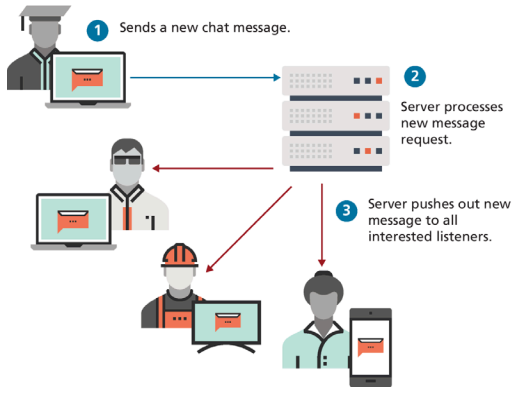 1 Sends a new chat message.
2
Server processes
new message
request.
3 Server pushes out new
message to all
interested listeners.